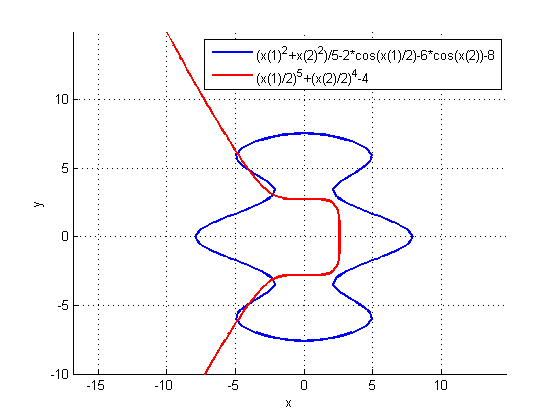 (x(1)²+x(2)²)/5-2*cos(x(1)/2)-6*cos(x(2))-8
(x(1)/2)⁵+(x(2)/2)⁴-4
10
5
y
0
-5
-10
-15 -10 -5 0 5 10
x